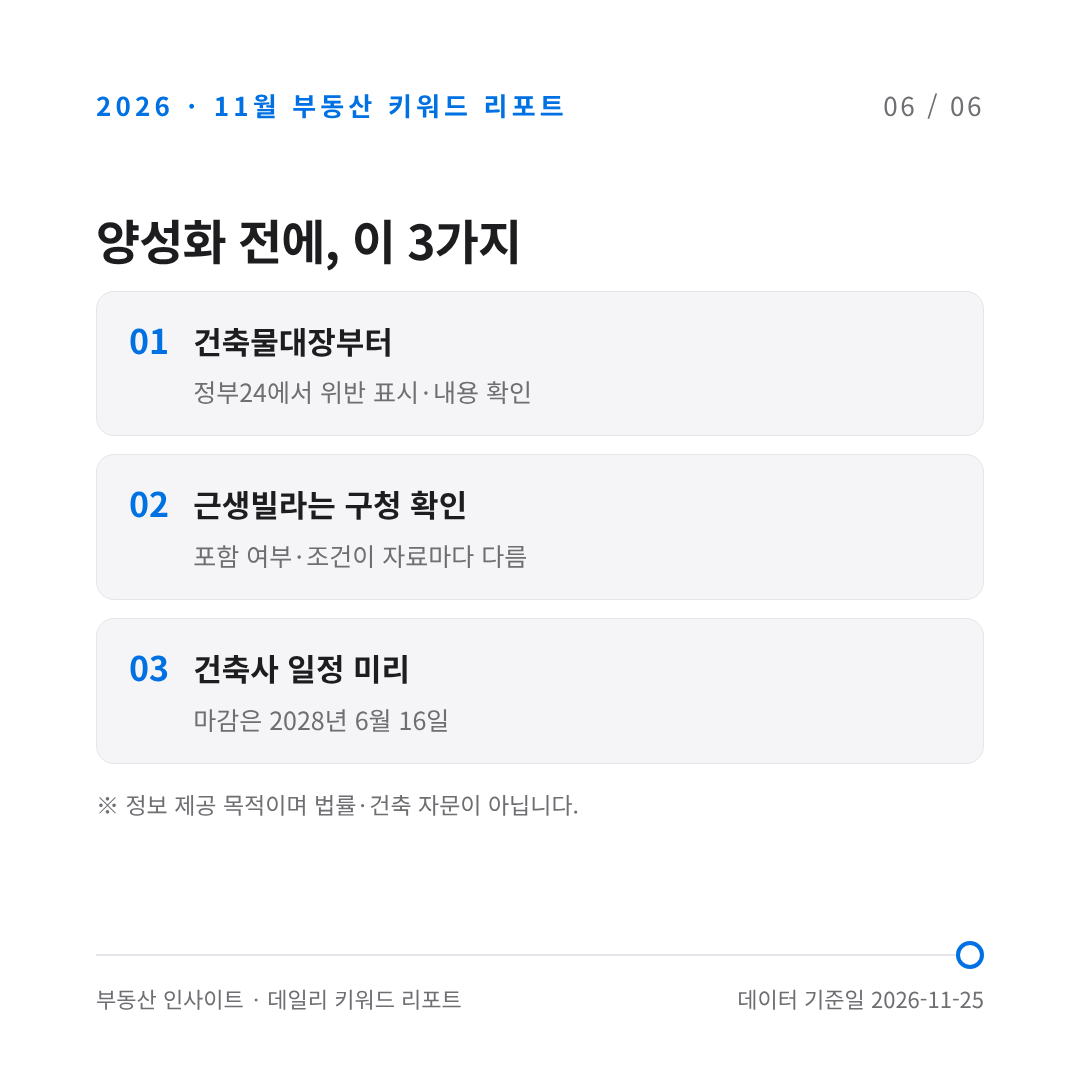 2026 · 11월 부동산 키워드 리포트
06 / 06
양성화 전에, 이 3가지
01 건축물대장부터
정부24에서 위반 표시·내용 확인
02 근생빌라는 구청 확인
포함 여부·조건이 자료마다 다름
03 건축사 일정 미리
마감은 2028년 6월 16일
※ 정보 제공 목적이며 법률·건축 자문이 아닙니다.
부동산 인사이트 · 데일리 키워드 리포트
데이터 기준일 2026-11-25